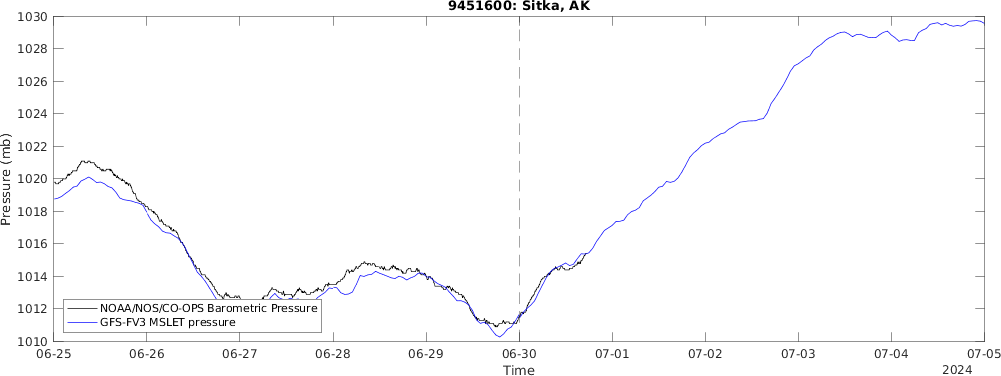 9451600: Sitka, AK
Pressure (mb)
1030
1028
1026
1024
1022
1020
1018
1016
1014
1012
1010
NOAA/NOS/CO-OPS Barometric Pressure
GFS-FV3 MSLET pressure
06-25 06-26 06-27 06-28 06-29 06-30 07-01 07-02 07-03 07-04 07-05
Time
2024